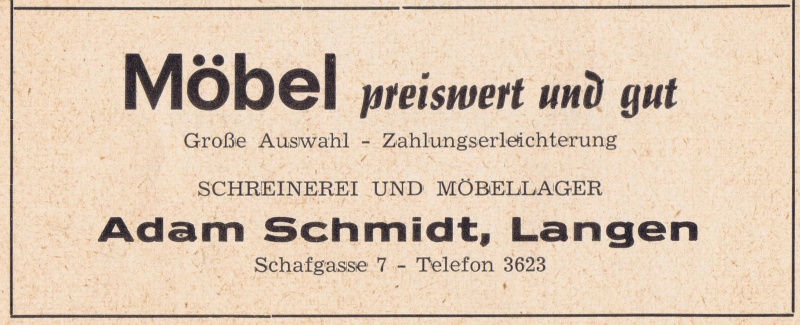 Möbel preiswert und gut
Große Auswahl - Zahlungserleichterung
SCHREINEREI UND MÖBELLAGER
Adam Schmidt, Langen
Schafgasse 7 - Telefon 3623